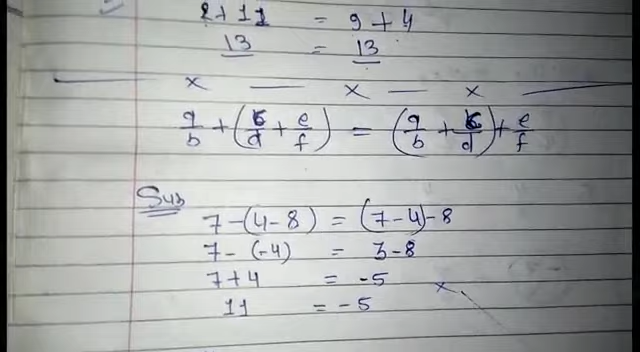 2 + 11 = 9 + 4
13 = 13
x x x
a/b + (c/d + e/f) = (a/b + c/d) + e/f
Sub
7 - (4 - 8) = (7 - 4) - 8
7 - (-4) = 3 - 8
7 + 4 = -5
11 = -5 x